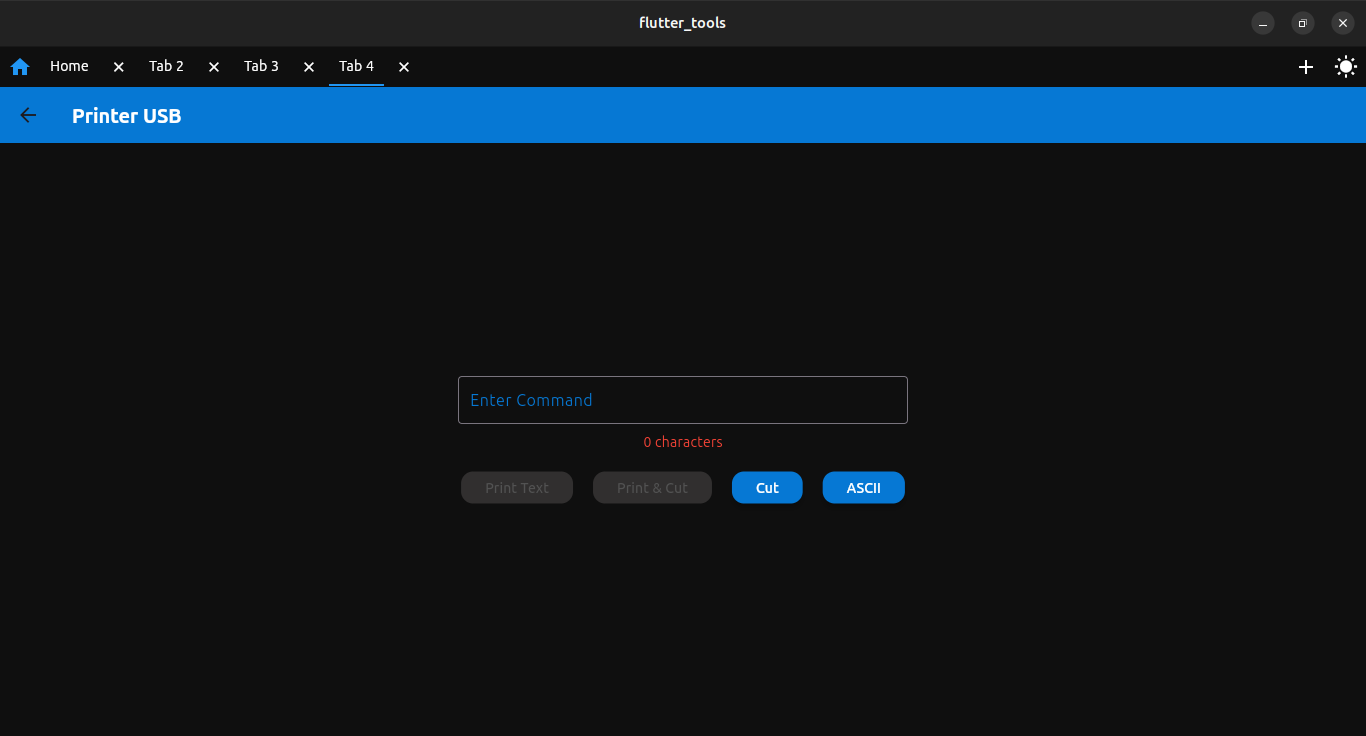 flutter_tools
Home Tab 2 Tab 3 Tab 4
Printer USB
Enter Command
0 characters
Print Text Print & Cut Cut ASCII